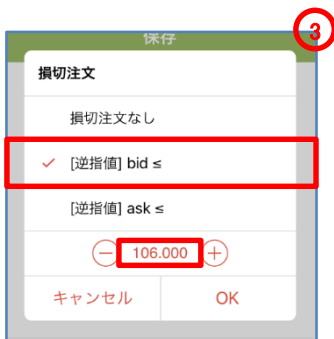 保存
3
損切注文
損切注文なし
✓ [逆指値] bid ≤
[逆指値] ask ≤
− 106.000 +
キャンセル OK